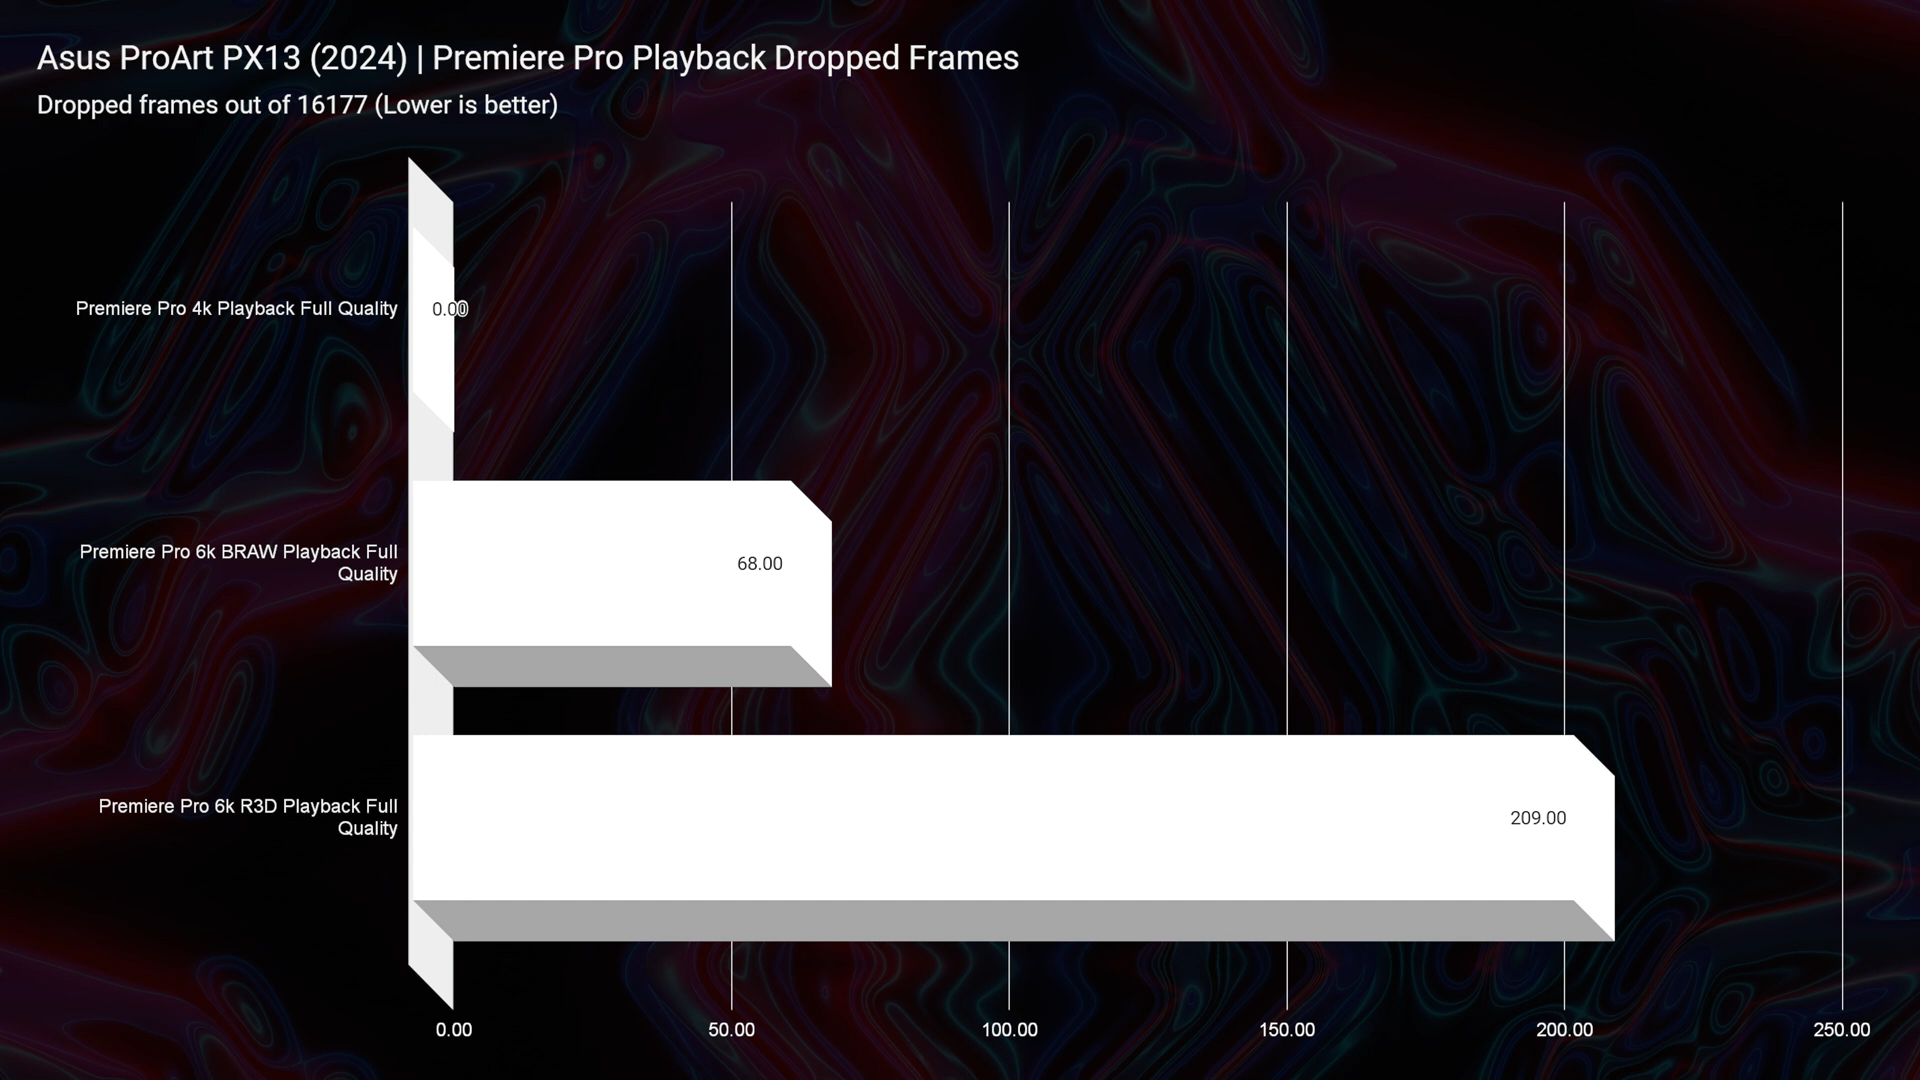 Asus ProArt PX13 (2024) | Premiere Pro Playback Dropped Frames
Dropped frames out of 16177 (Lower is better)
Premiere Pro 4k Playback Full Quality
0.00
Premiere Pro 6k BRAW Playback Full
Quality
68.00
Premiere Pro 6k R3D Playback Full
Quality
209.00
0.00 50.00 100.00 150.00 200.00 250.00